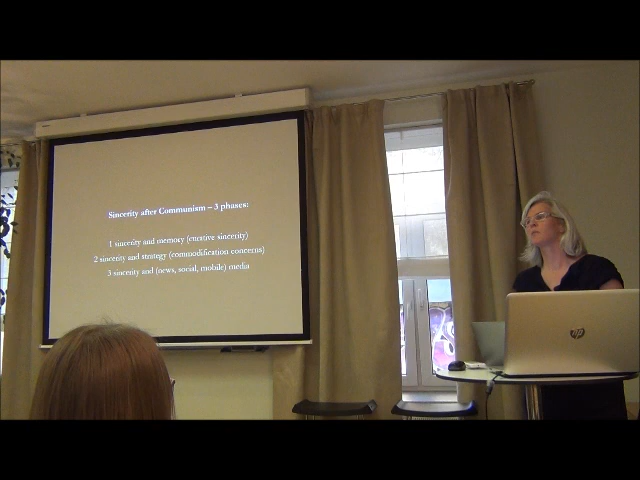 Sincerity after Communism – 3 phases:
1 sincerity and memory (curative sincerity)
2 sincerity and strategy (commodification concerns)
3 sincerity and (news, social, mobile) media
hp